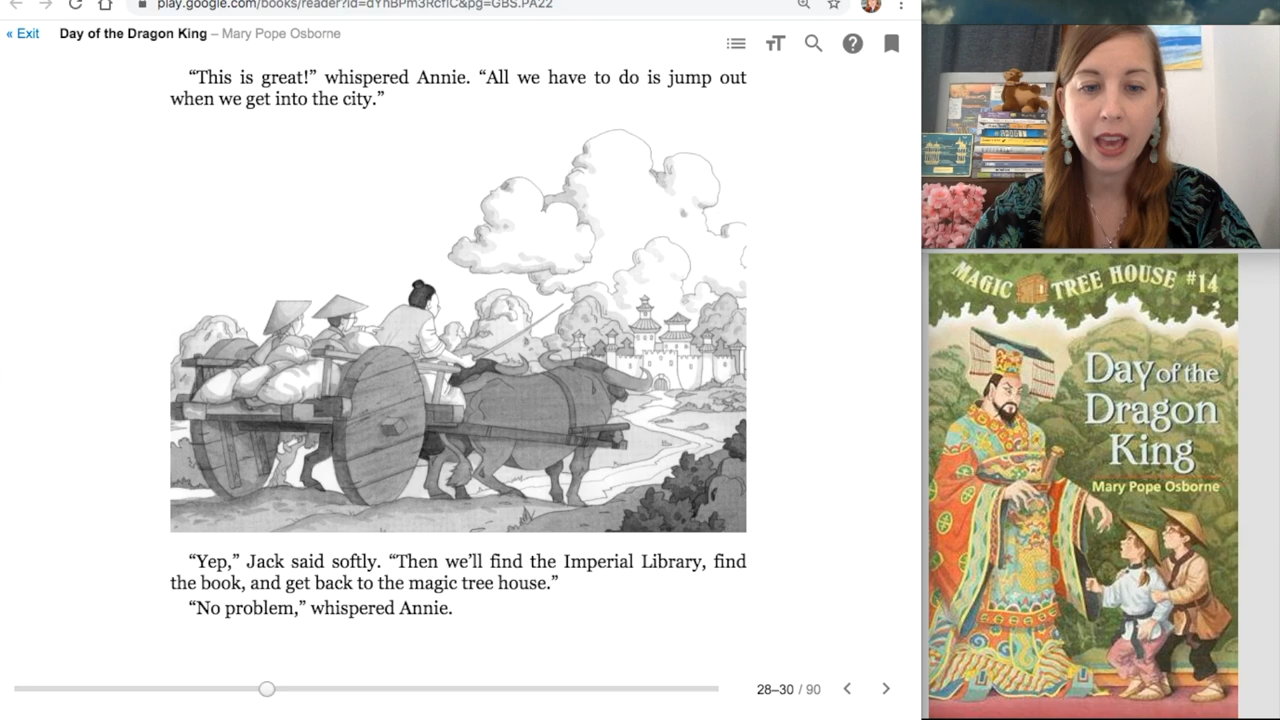 play.google.com/books/reader?id=dYnBPm3RcfIC&pg=GBS.PA22
« Exit Day of the Dragon King – Mary Pope Osborne
“This is great!” whispered Annie. “All we have to do is jump out
when we get into the city.”
“Yep,” Jack said softly. “Then we’ll find the Imperial Library, find
the book, and get back to the magic tree house.”
“No problem,” whispered Annie.
28–30 / 90
MAGIC TREE HOUSE #14
Day of the
Dragon
King
Mary Pope Osborne